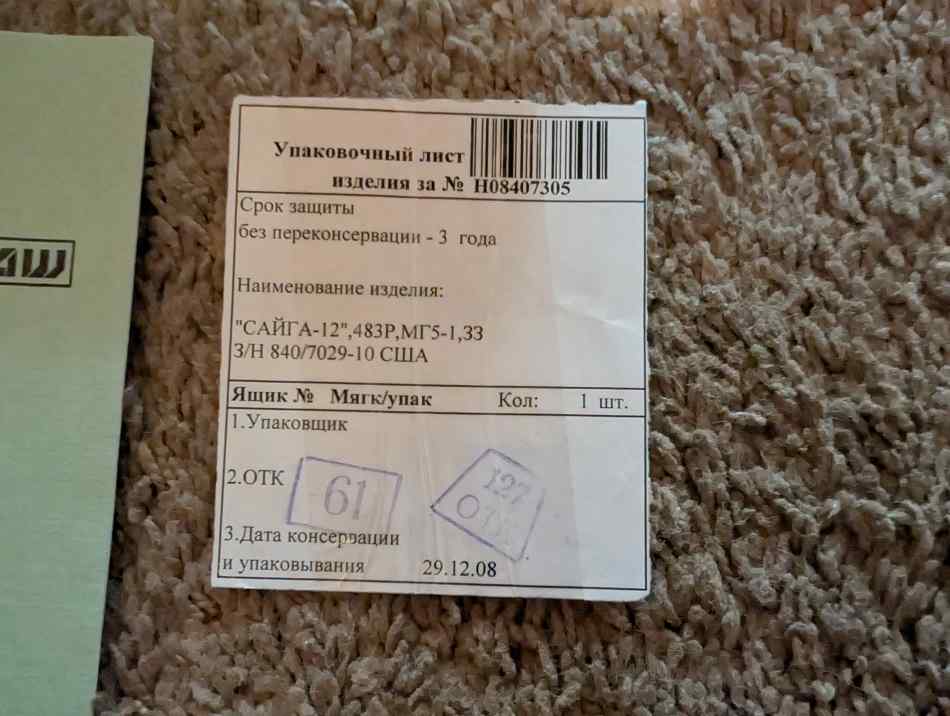 Упаковочный лист
изделия за № Н08407305
Срок защиты
без переконсервации - 3 года
Наименование изделия:
"САЙГА-12",483Р,МГ5-1,ЗЗ
З/Н 840/7029-10 США
Ящик № Мягк/упак Кол: 1 шт.
1.Упаковщик
2.ОТК
61
127
ОТК
3.Дата консервации
и упаковывания 29.12.08